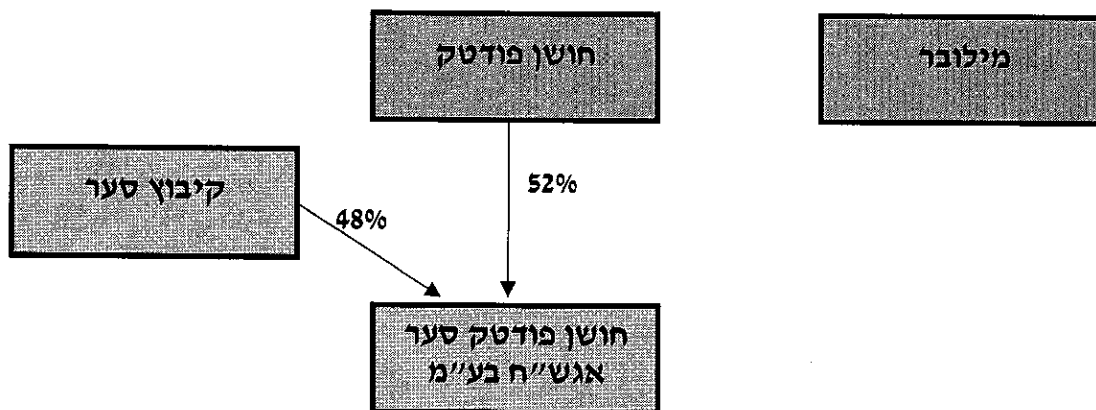 חושן פודטק
מילובר
קיבוץ סער
52%
48%
חושן פודטק סער
אגש״ח בע״מ